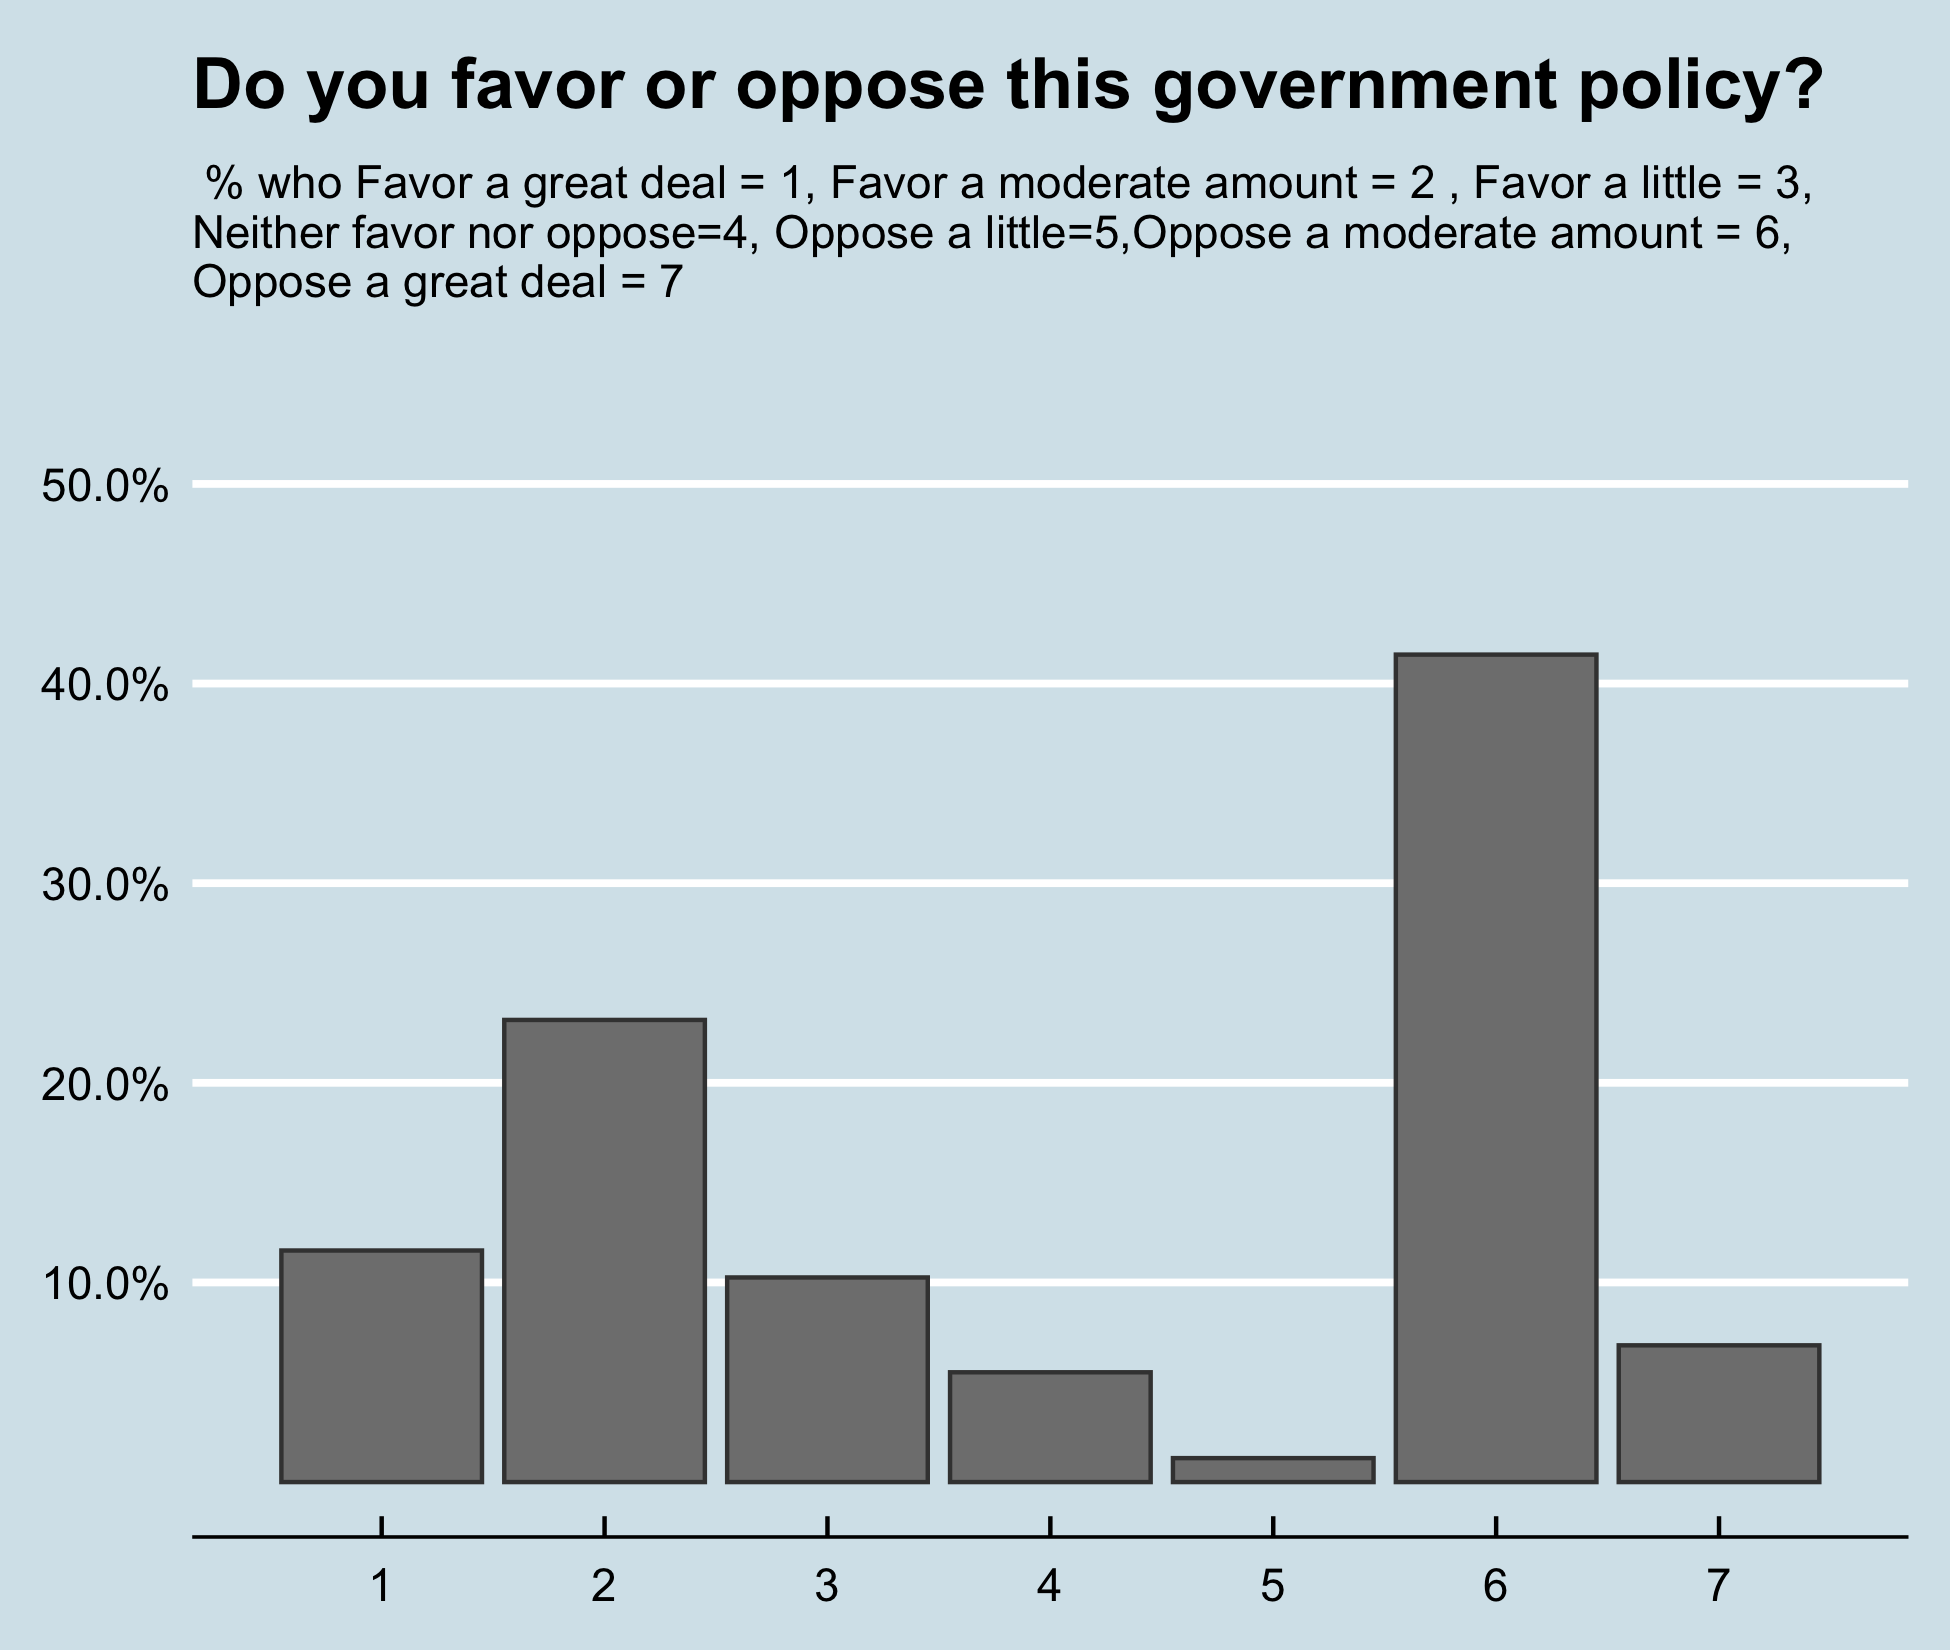 Do you favor or oppose this government policy?
% who Favor a great deal = 1, Favor a moderate amount = 2 , Favor a little = 3,
Neither favor nor oppose=4, Oppose a little=5,Oppose a moderate amount = 6,
Oppose a great deal = 7
50.0%
40.0%
30.0%
20.0%
10.0%
1 2 3 4 5 6 7